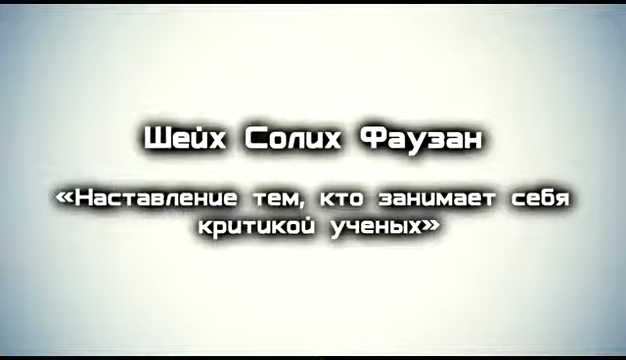 Шейх Солих Фаузан
«Наставление тем, кто занимает себя
критикой ученых»